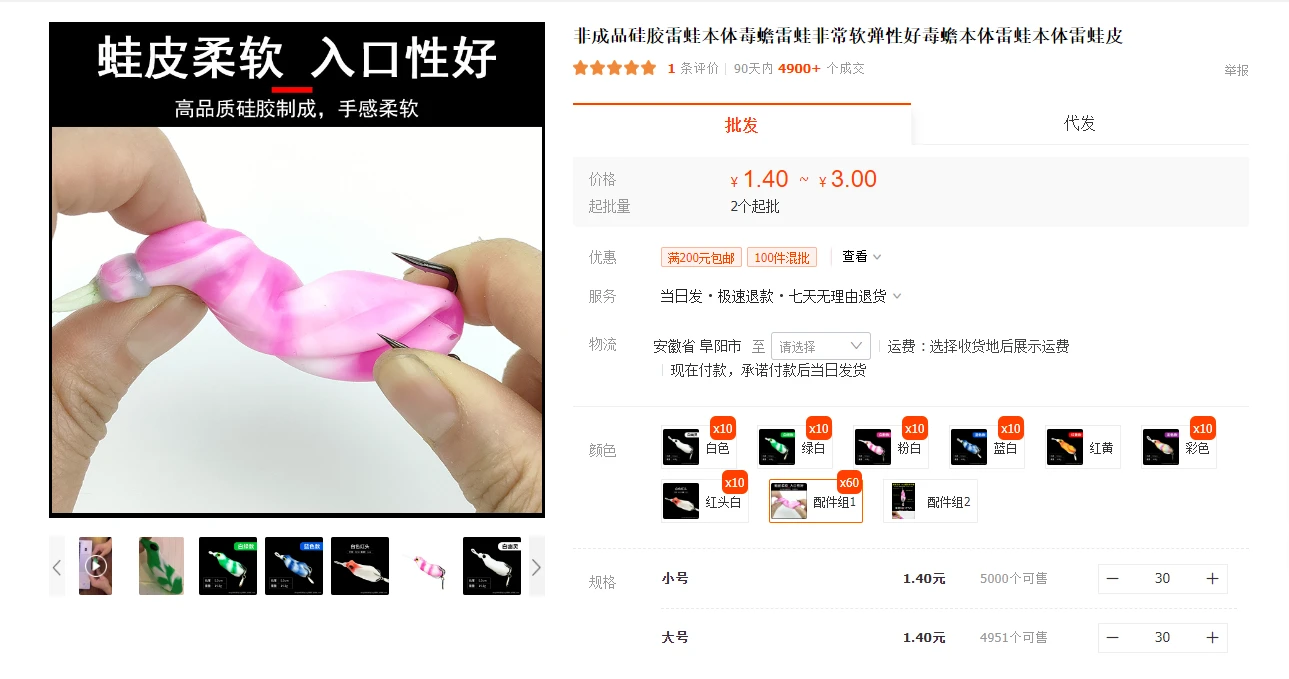 蛙皮柔软 入口性好
高品质硅胶制成，手感柔软
非成品硅胶雷蛙本体毒蟾雷蛙非常软弹性好毒蟾本体雷蛙本体雷蛙皮
1 条评价 90天内 4900+ 个成交
举报
批发 代发
价格 ¥1.40 ~ ¥3.00
起批量 2个起批
优惠 满200元包邮 100件混批 查看
服务 当日发·极速退款·七天无理由退货
物流 安徽省 阜阳市 至 请选择 运费：选择收货地后展示运费
现在付款，承诺付款后当日发货
颜色
白色 x10 绿白 x10 粉白 x10 蓝白 x10 红黄 彩色 x10
红头白 x10 配件组1 x60 配件组2
规格
小号 1.40元 5000个可售 − 30 +
大号 1.40元 4951个可售 − 30 +